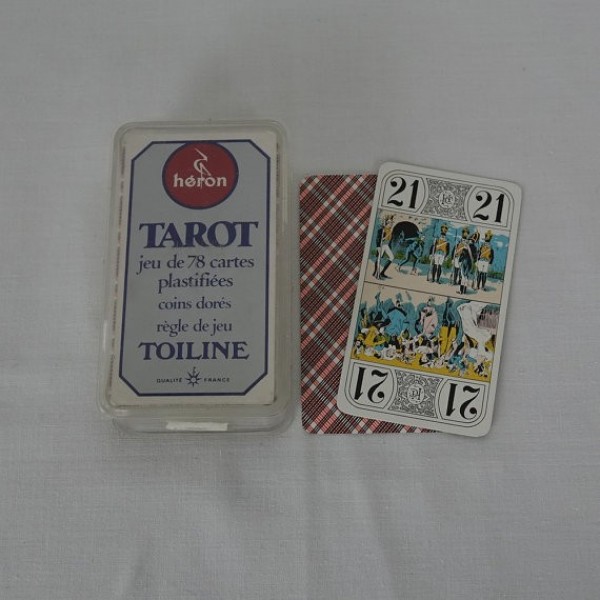 héron
TAROT
jeu de 78 cartes
plastifiées
coins dorés
règle de jeu
TOILINE
QUALITÉ FRANCE
21 21
21 21